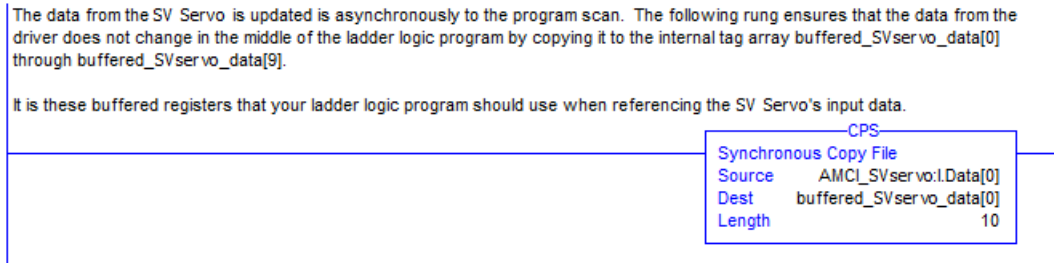 The data from the SV Servo is updated is asynchronously to the program scan. The following rung ensures that the data from the
driver does not change in the middle of the ladder logic program by copying it to the internal tag array buffered_SVservo_data[0]
through buffered_SVservo_data[9].
It is these buffered registers that your ladder logic program should use when referencing the SV Servo's input data.
CPS
Synchronous Copy File
Source AMCI_SVservo:I.Data[0]
Dest buffered_SVservo_data[0]
Length 10